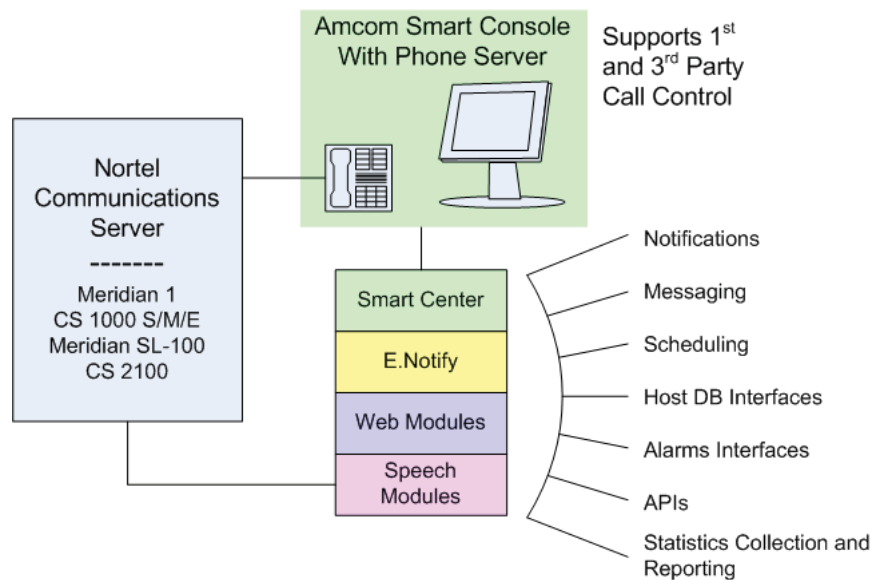 Amcom Smart Console
With Phone Server
Supports 1st
and 3rd Party
Call Control
Nortel
Communications
Server
-------
Meridian 1
CS 1000 S/M/E
Meridian SL-100
CS 2100
Smart Center
E.Notify
Web Modules
Speech
Modules
Notifications
Messaging
Scheduling
Host DB Interfaces
Alarms Interfaces
APIs
Statistics Collection and
Reporting